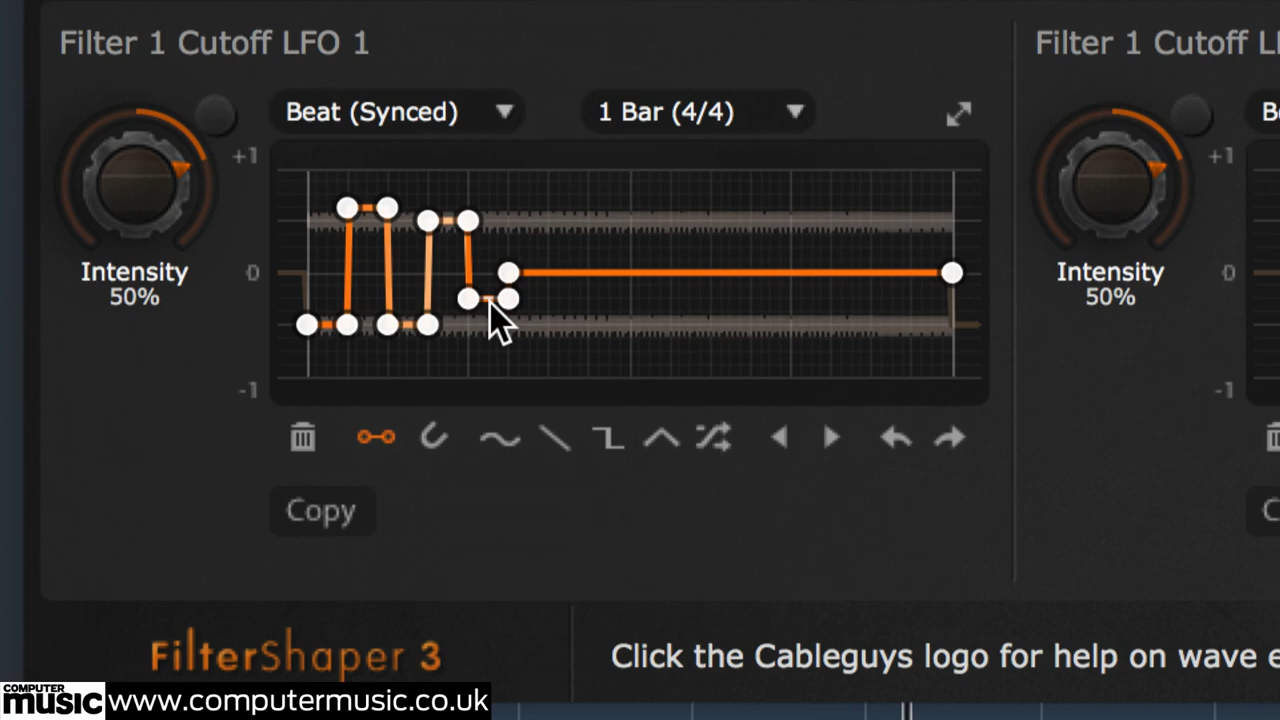 Filter 1 Cutoff LFO 1
Filter 1 Cutoff L
Beat (Synced)
1 Bar (4/4)
+1
0
-1
Intensity
50%
Copy
+1
0
-1
Intensity
50%
FilterShaper 3
Click the Cableguys logo for help on wave e
COMPUTER
music
www.computermusic.co.uk